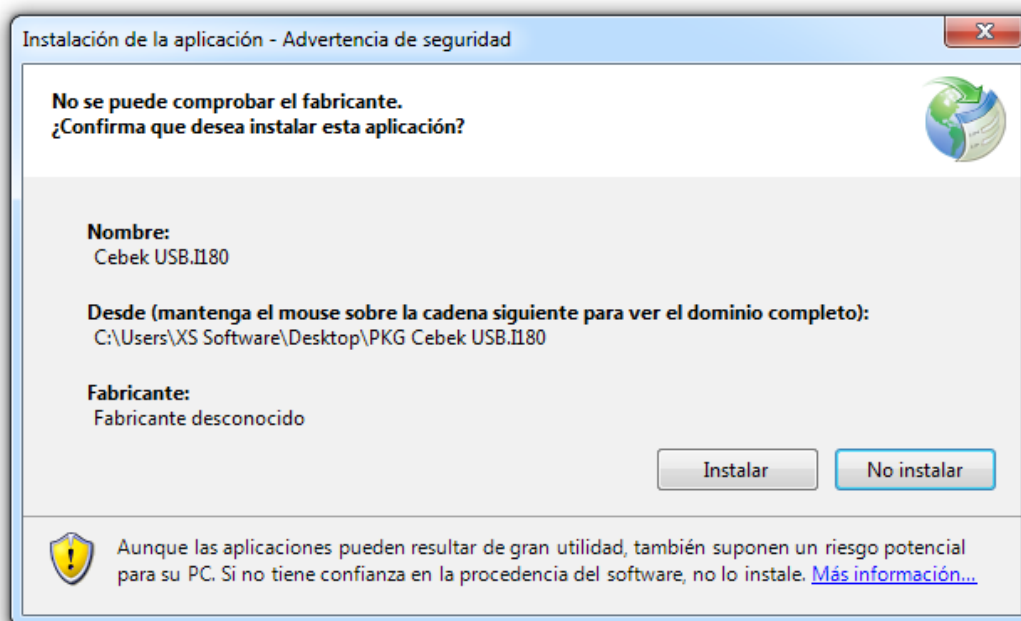 Instalación de la aplicación - Advertencia de seguridad
No se puede comprobar el fabricante.
¿Confirma que desea instalar esta aplicación?
Nombre:
Cebek USB.I180
Desde (mantenga el mouse sobre la cadena siguiente para ver el dominio completo):
C:\Users\XS Software\Desktop\PKG Cebek USB.I180
Fabricante:
Fabricante desconocido
Instalar
No instalar
Aunque las aplicaciones pueden resultar de gran utilidad, también suponen un riesgo potencial
para su PC. Si no tiene confianza en la procedencia del software, no lo instale. Más información...